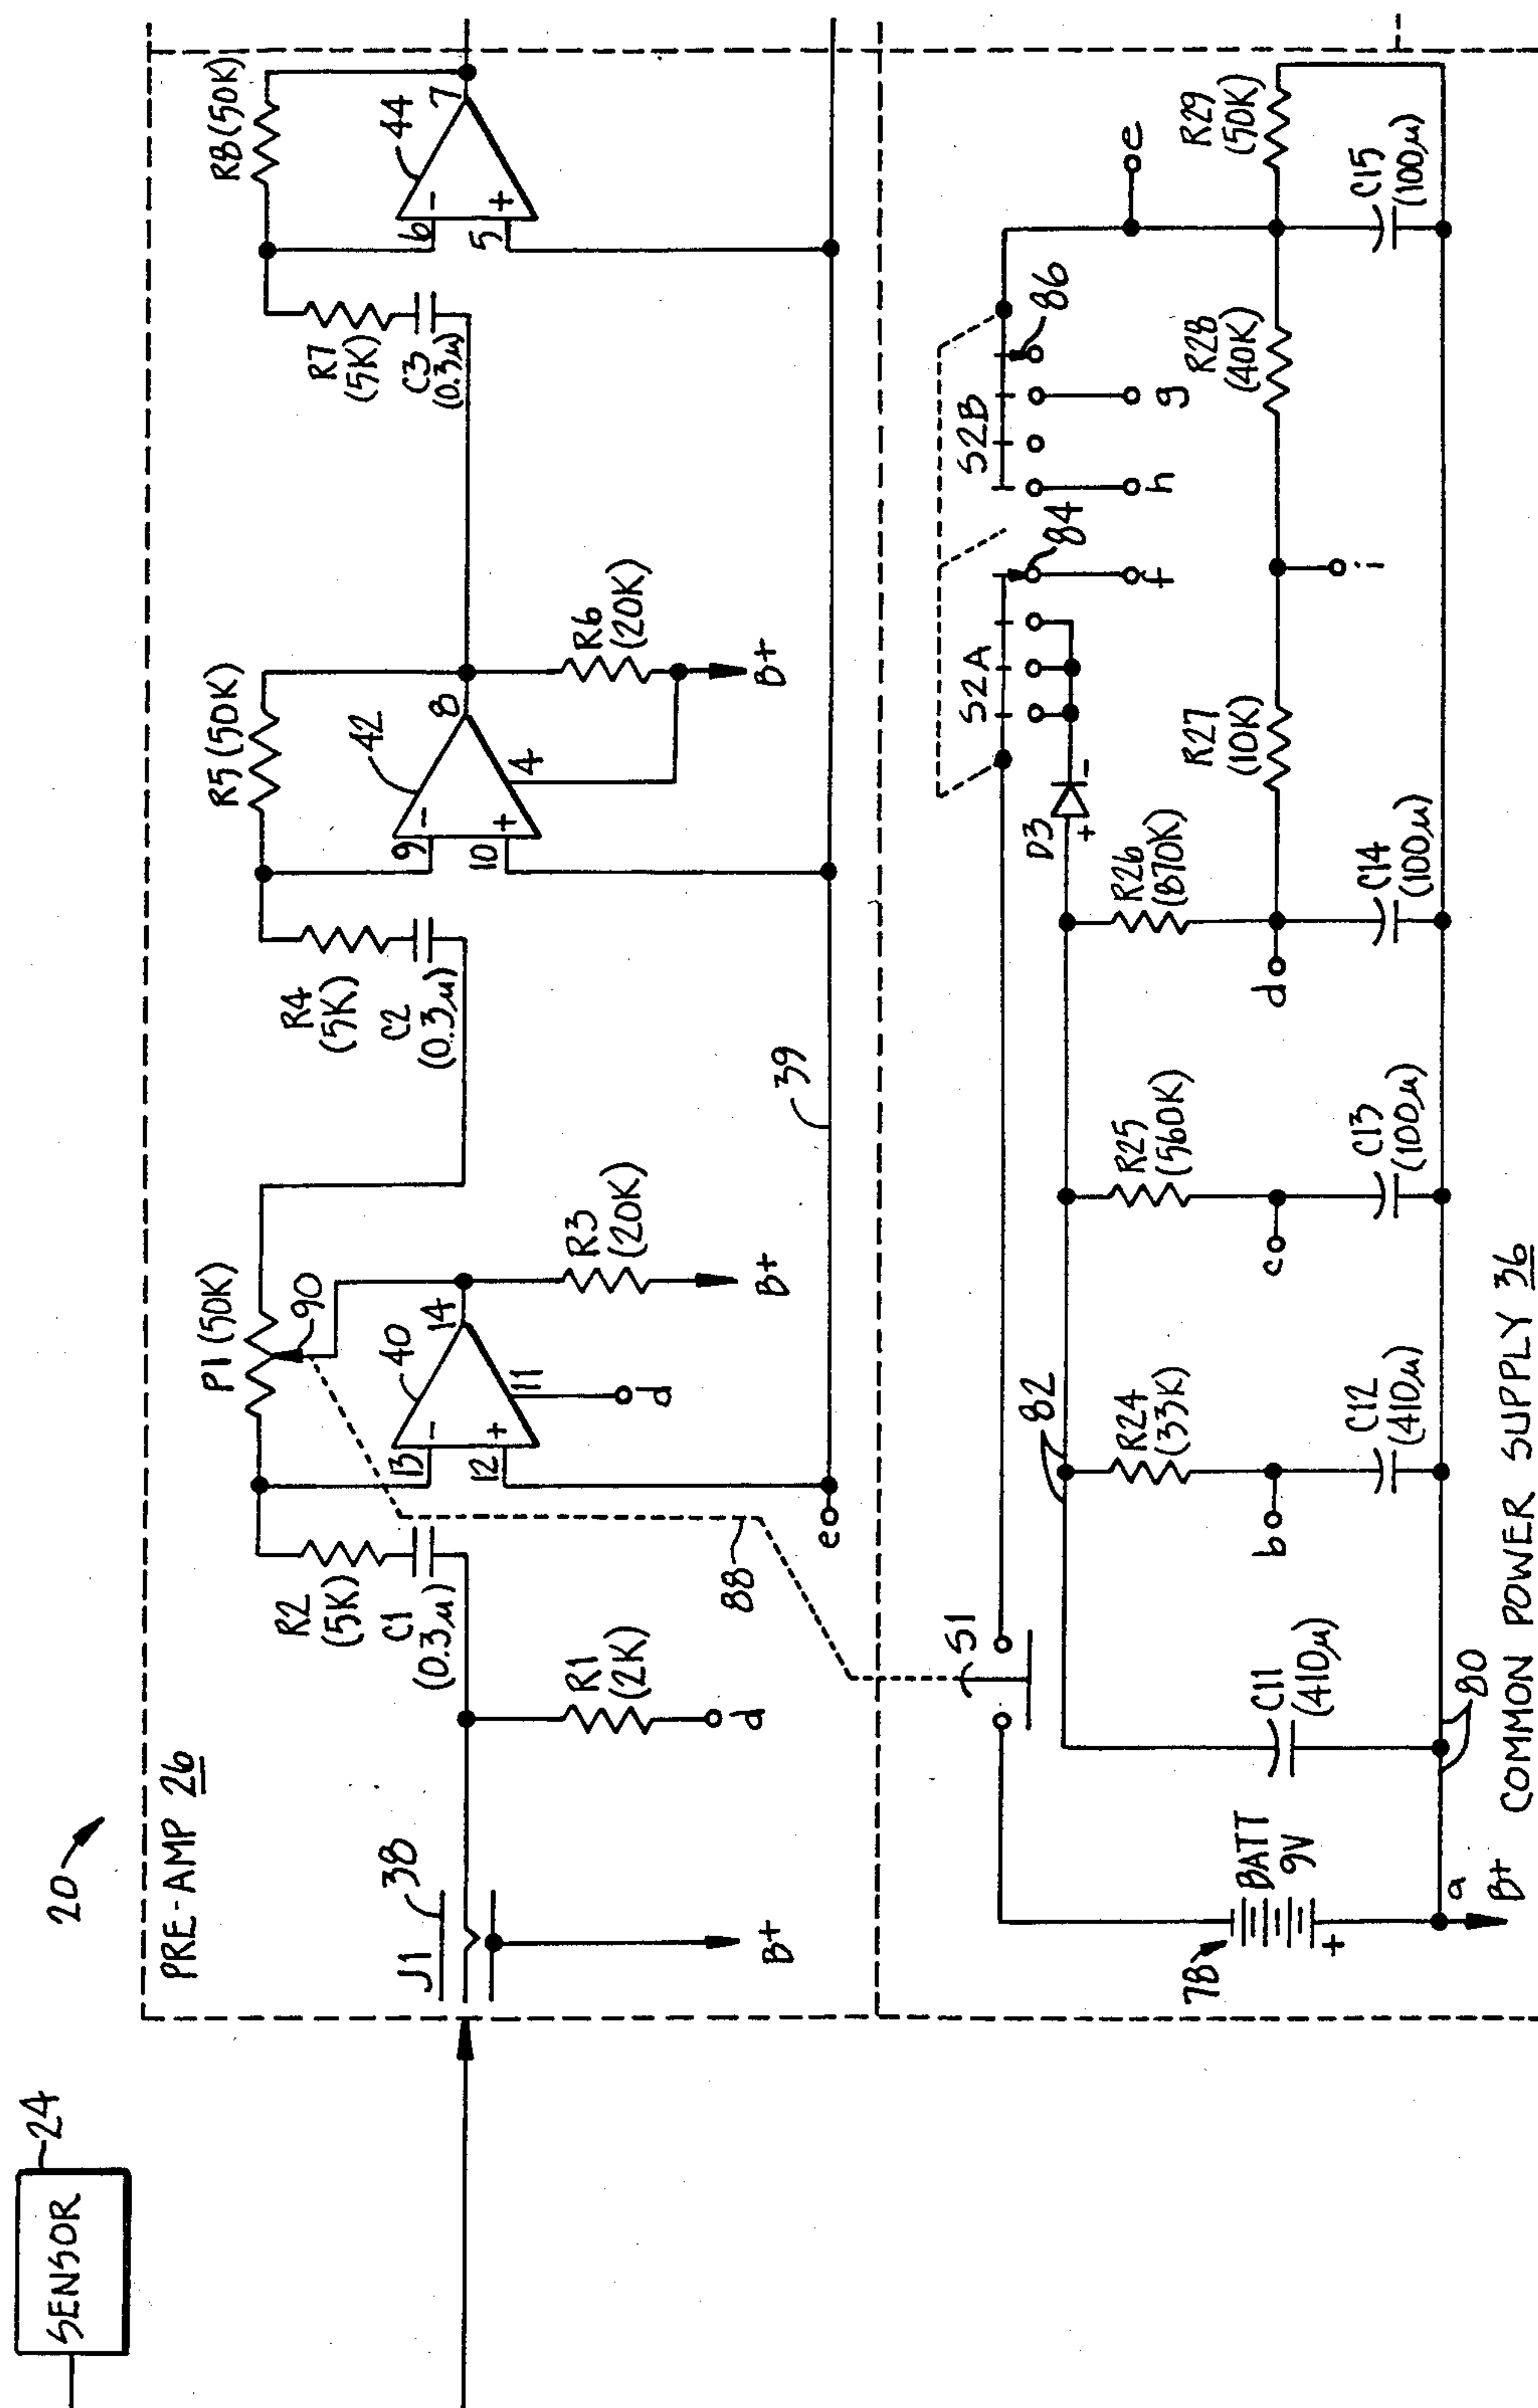 20
SENSOR
24
PRE-AMP 26
J1
38
B+
R1
(2K)
d
R2
(5K)
C1
(0.3µ)
P1 (50K)
90
13
-
12
+
40
14
11
d
R3
(20K)
B+
e
88
39
R4
(5K)
C2
(0.3µ)
R5 (50K)
9
-
10
+
42
8
4
R6
(20K)
B+
R7
(5K)
C3
(0.3µ)
R8 (50K)
6
-
5
+
44
7
S1
78
BATT
9V
+
a
B+
C11
(410µ)
80
82
R24
(33K)
b
C12
(410µ)
R25
(560K)
c
C13
(100µ)
R26
(870K)
d
C14
(100µ)
D3
+
-
S2A
84
f
S2B
86
h
g
e
R27
(10K)
i
R28
(40K)
R29
(50K)
C15
(100µ)
COMMON POWER SUPPLY 36